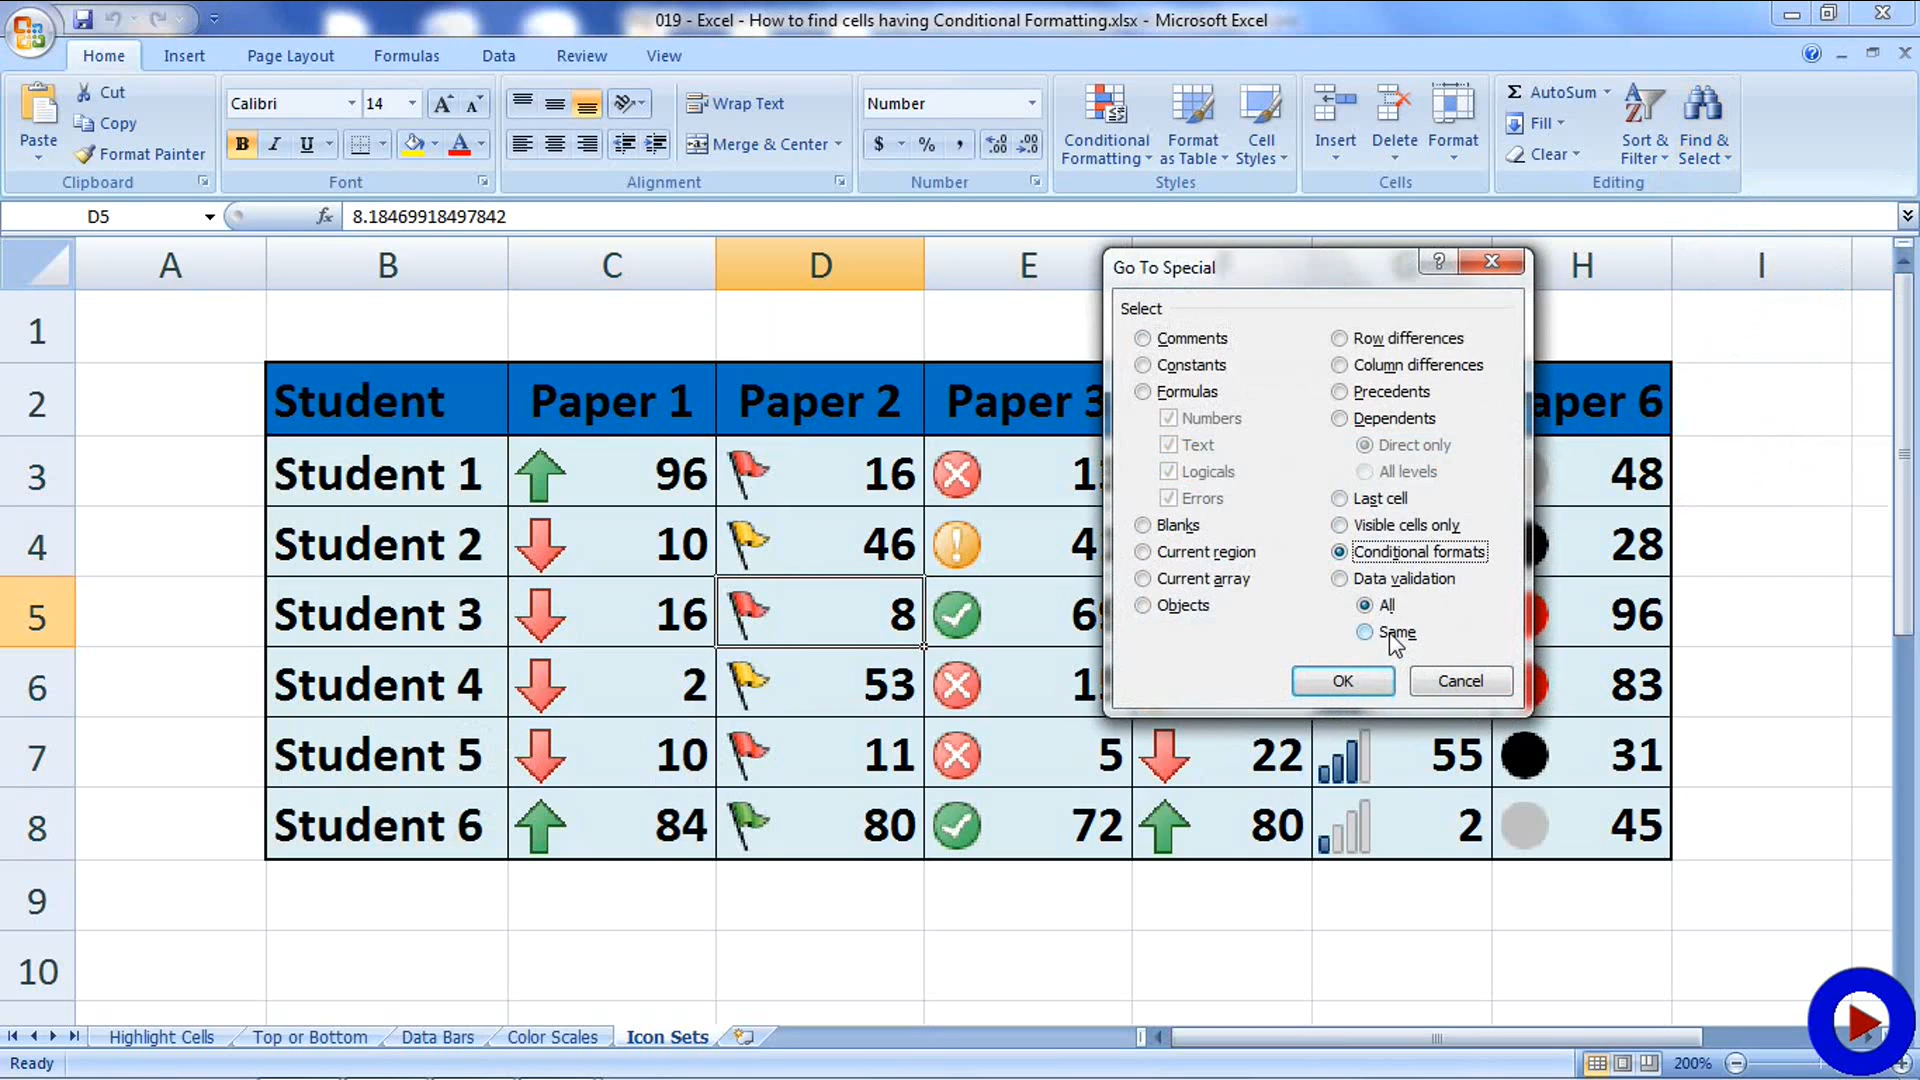 019 - Excel - How to find cells having Conditional Formatting.xlsx - Microsoft Excel
Home Insert Page Layout Formulas Data Review View
Paste
Cut
Copy
Format Painter
Clipboard
Calibri 14
B I U A
Font
Wrap Text
Merge & Center
Alignment
Number
$ % ,
Number
Conditional Formatting
Format as Table
Cell Styles
Styles
Insert Delete Format
Cells
Σ AutoSum
Fill
Clear
Sort & Filter
Find & Select
Editing
D5 fx 8.18469918497842
A B C D E H I
1
2 Student Paper 1 Paper 2 Paper 3 aper 6
3 Student 1 96 16 48
4 Student 2 10 46 28
5 Student 3 16 8 96
6 Student 4 2 53 83
7 Student 5 10 11 5 22 55 31
8 Student 6 84 80 72 80 2 45
9
10
Go To Special
Select
Comments
Constants
Formulas
Numbers
Text
Logicals
Errors
Blanks
Current region
Current array
Objects
Row differences
Column differences
Precedents
Dependents
Direct only
All levels
Last cell
Visible cells only
Conditional formats
Data validation
All
Same
OK Cancel
Highlight Cells Top or Bottom Data Bars Color Scales Icon Sets
Ready 200%